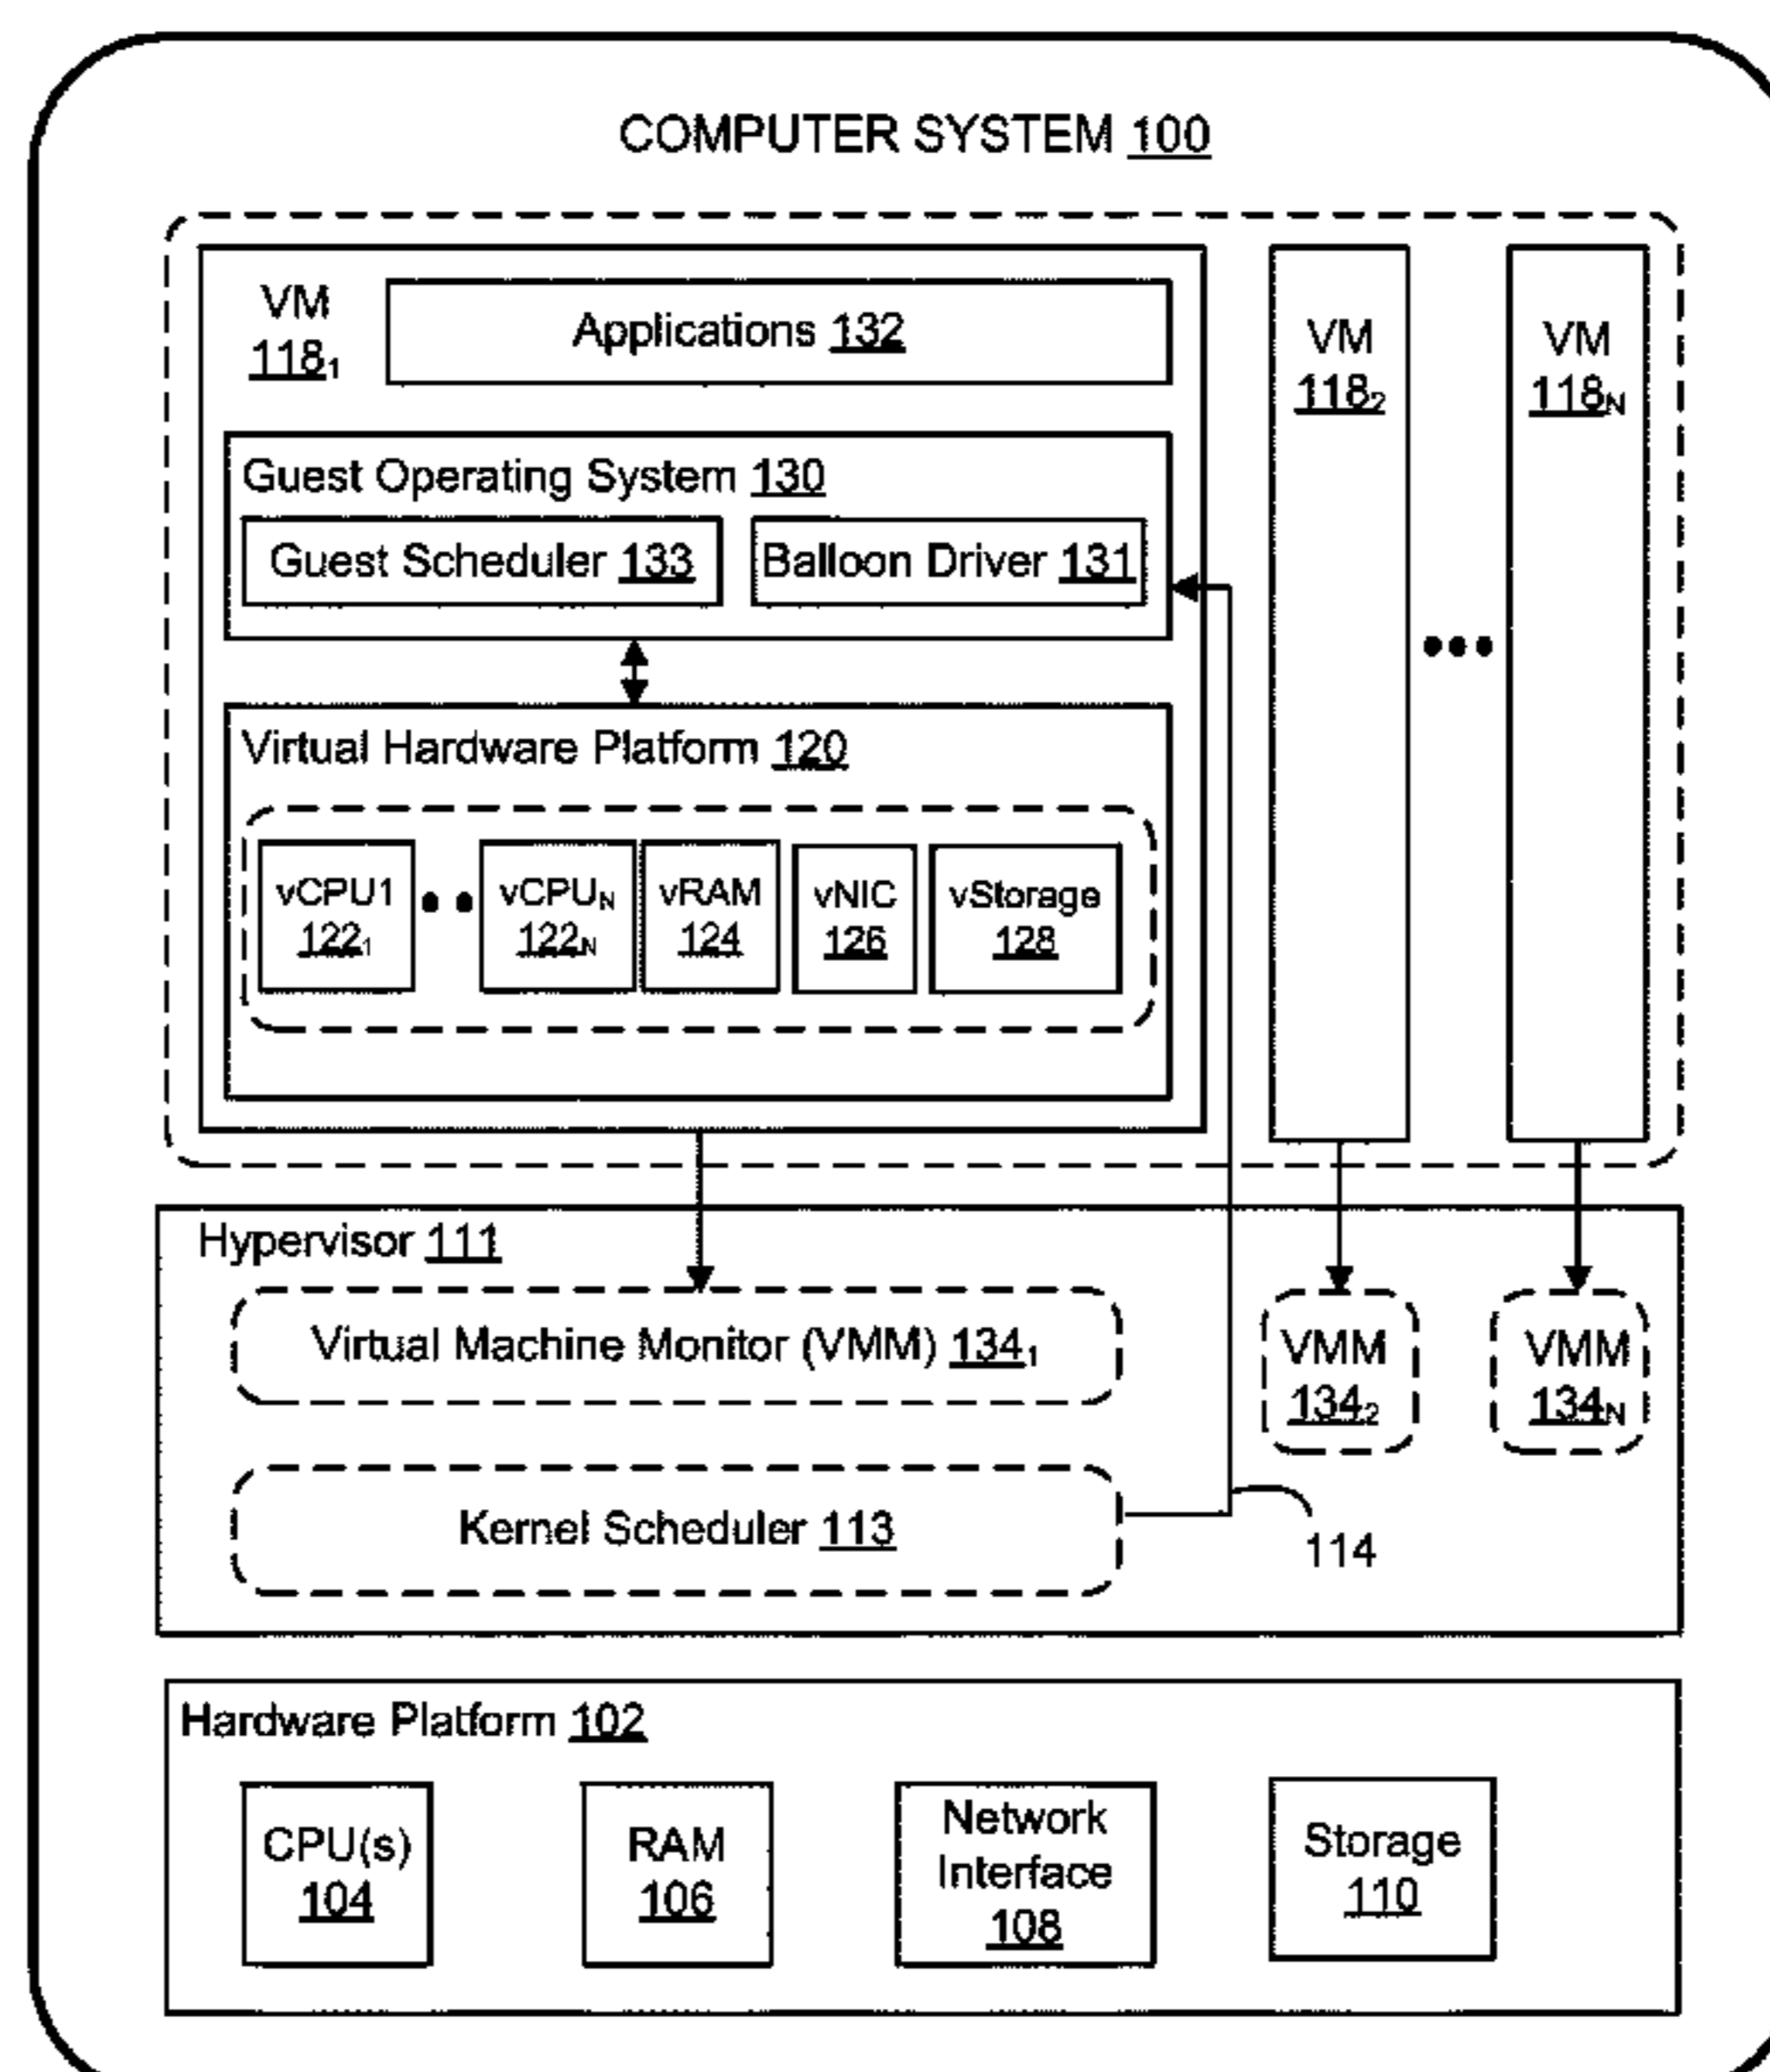 COMPUTER SYSTEM 100
VM
118₁
Applications 132
VM
118₂
VM
118N
Guest Operating System 130
Guest Scheduler 133
Balloon Driver 131
Virtual Hardware Platform 120
vCPU1
122₁
vCPUN
122N
vRAM
124
vNIC
126
vStorage
128
Hypervisor 111
Virtual Machine Monitor (VMM) 134₁
VMM
134₂
VMM
134N
Kernel Scheduler 113
114
Hardware Platform 102
CPU(s)
104
RAM
106
Network
Interface
108
Storage
110